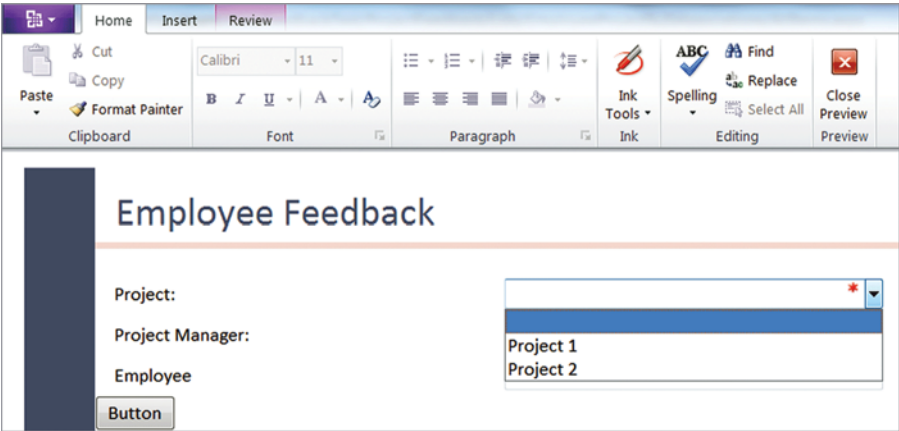 Home Insert Review
Cut
Copy
Paste
Format Painter
Clipboard
Calibri 11
B I U A A
Font
Paragraph
Ink
Tools
Ink
ABC
Spelling
Find
Replace
Select All
Editing
Close
Preview
Preview
Employee Feedback
Project: *
Project Manager:
Project 1
Project 2
Employee
Button